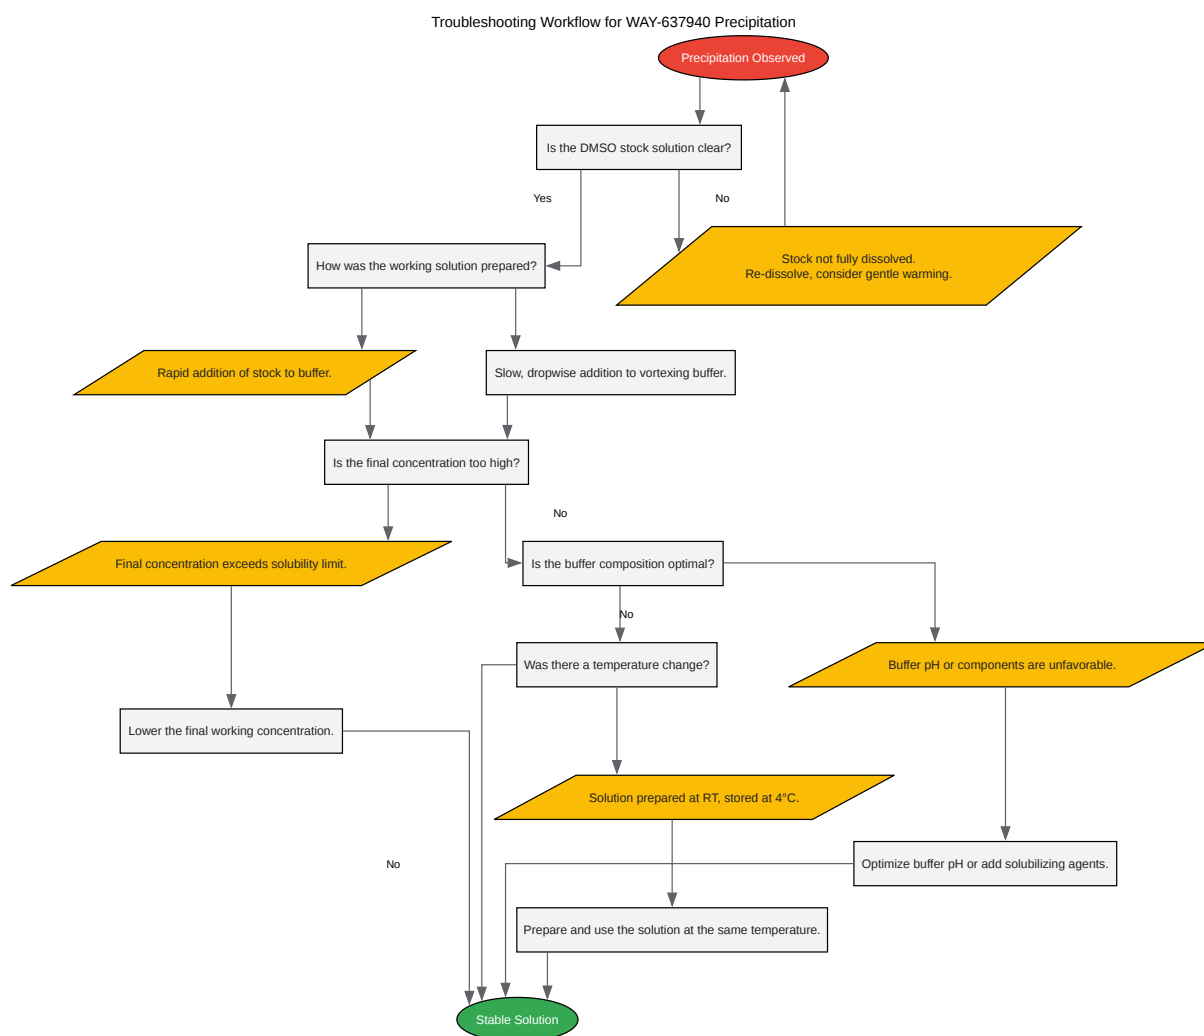 Troubleshooting Workflow for WAY-637940 Precipitation
Precipitation Observed
Is the DMSO stock solution clear?
Yes
No
Stock not fully dissolved.
Re-dissolve, consider gentle warming.
How was the working solution prepared?
Rapid addition of stock to buffer.
Slow, dropwise addition to vortexing buffer.
Is the final concentration too high?
No
Final concentration exceeds solubility limit.
Is the buffer composition optimal?
No
Was there a temperature change?
Buffer pH or components are unfavorable.
Lower the final working concentration.
Solution prepared at RT, stored at 4°C.
No
Optimize buffer pH or add solubilizing agents.
Prepare and use the solution at the same temperature.
Stable Solution